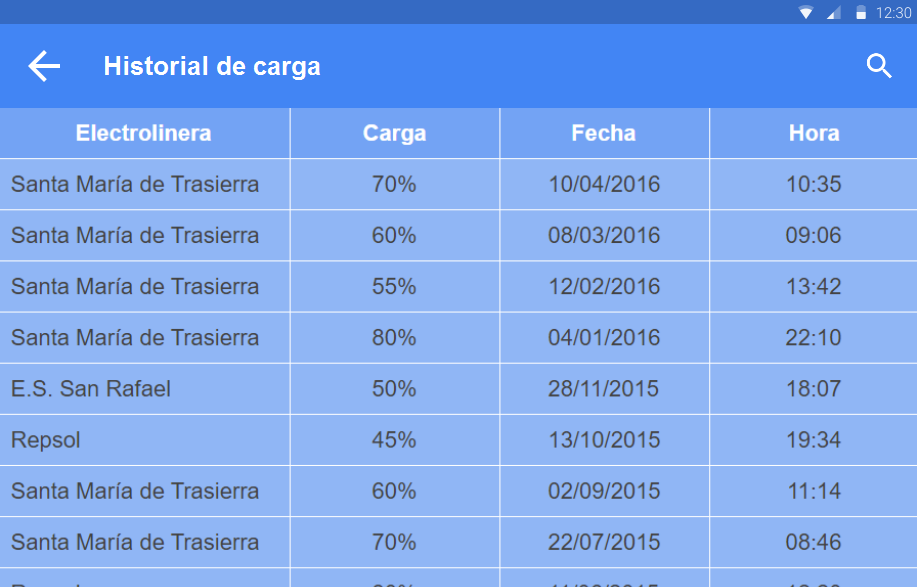 12:30
Historial de carga
Electrolinera Carga Fecha Hora
Santa María de Trasierra 70% 10/04/2016 10:35
Santa María de Trasierra 60% 08/03/2016 09:06
Santa María de Trasierra 55% 12/02/2016 13:42
Santa María de Trasierra 80% 04/01/2016 22:10
E.S. San Rafael 50% 28/11/2015 18:07
Repsol 45% 13/10/2015 19:34
Santa María de Trasierra 60% 02/09/2015 11:14
Santa María de Trasierra 70% 22/07/2015 08:46